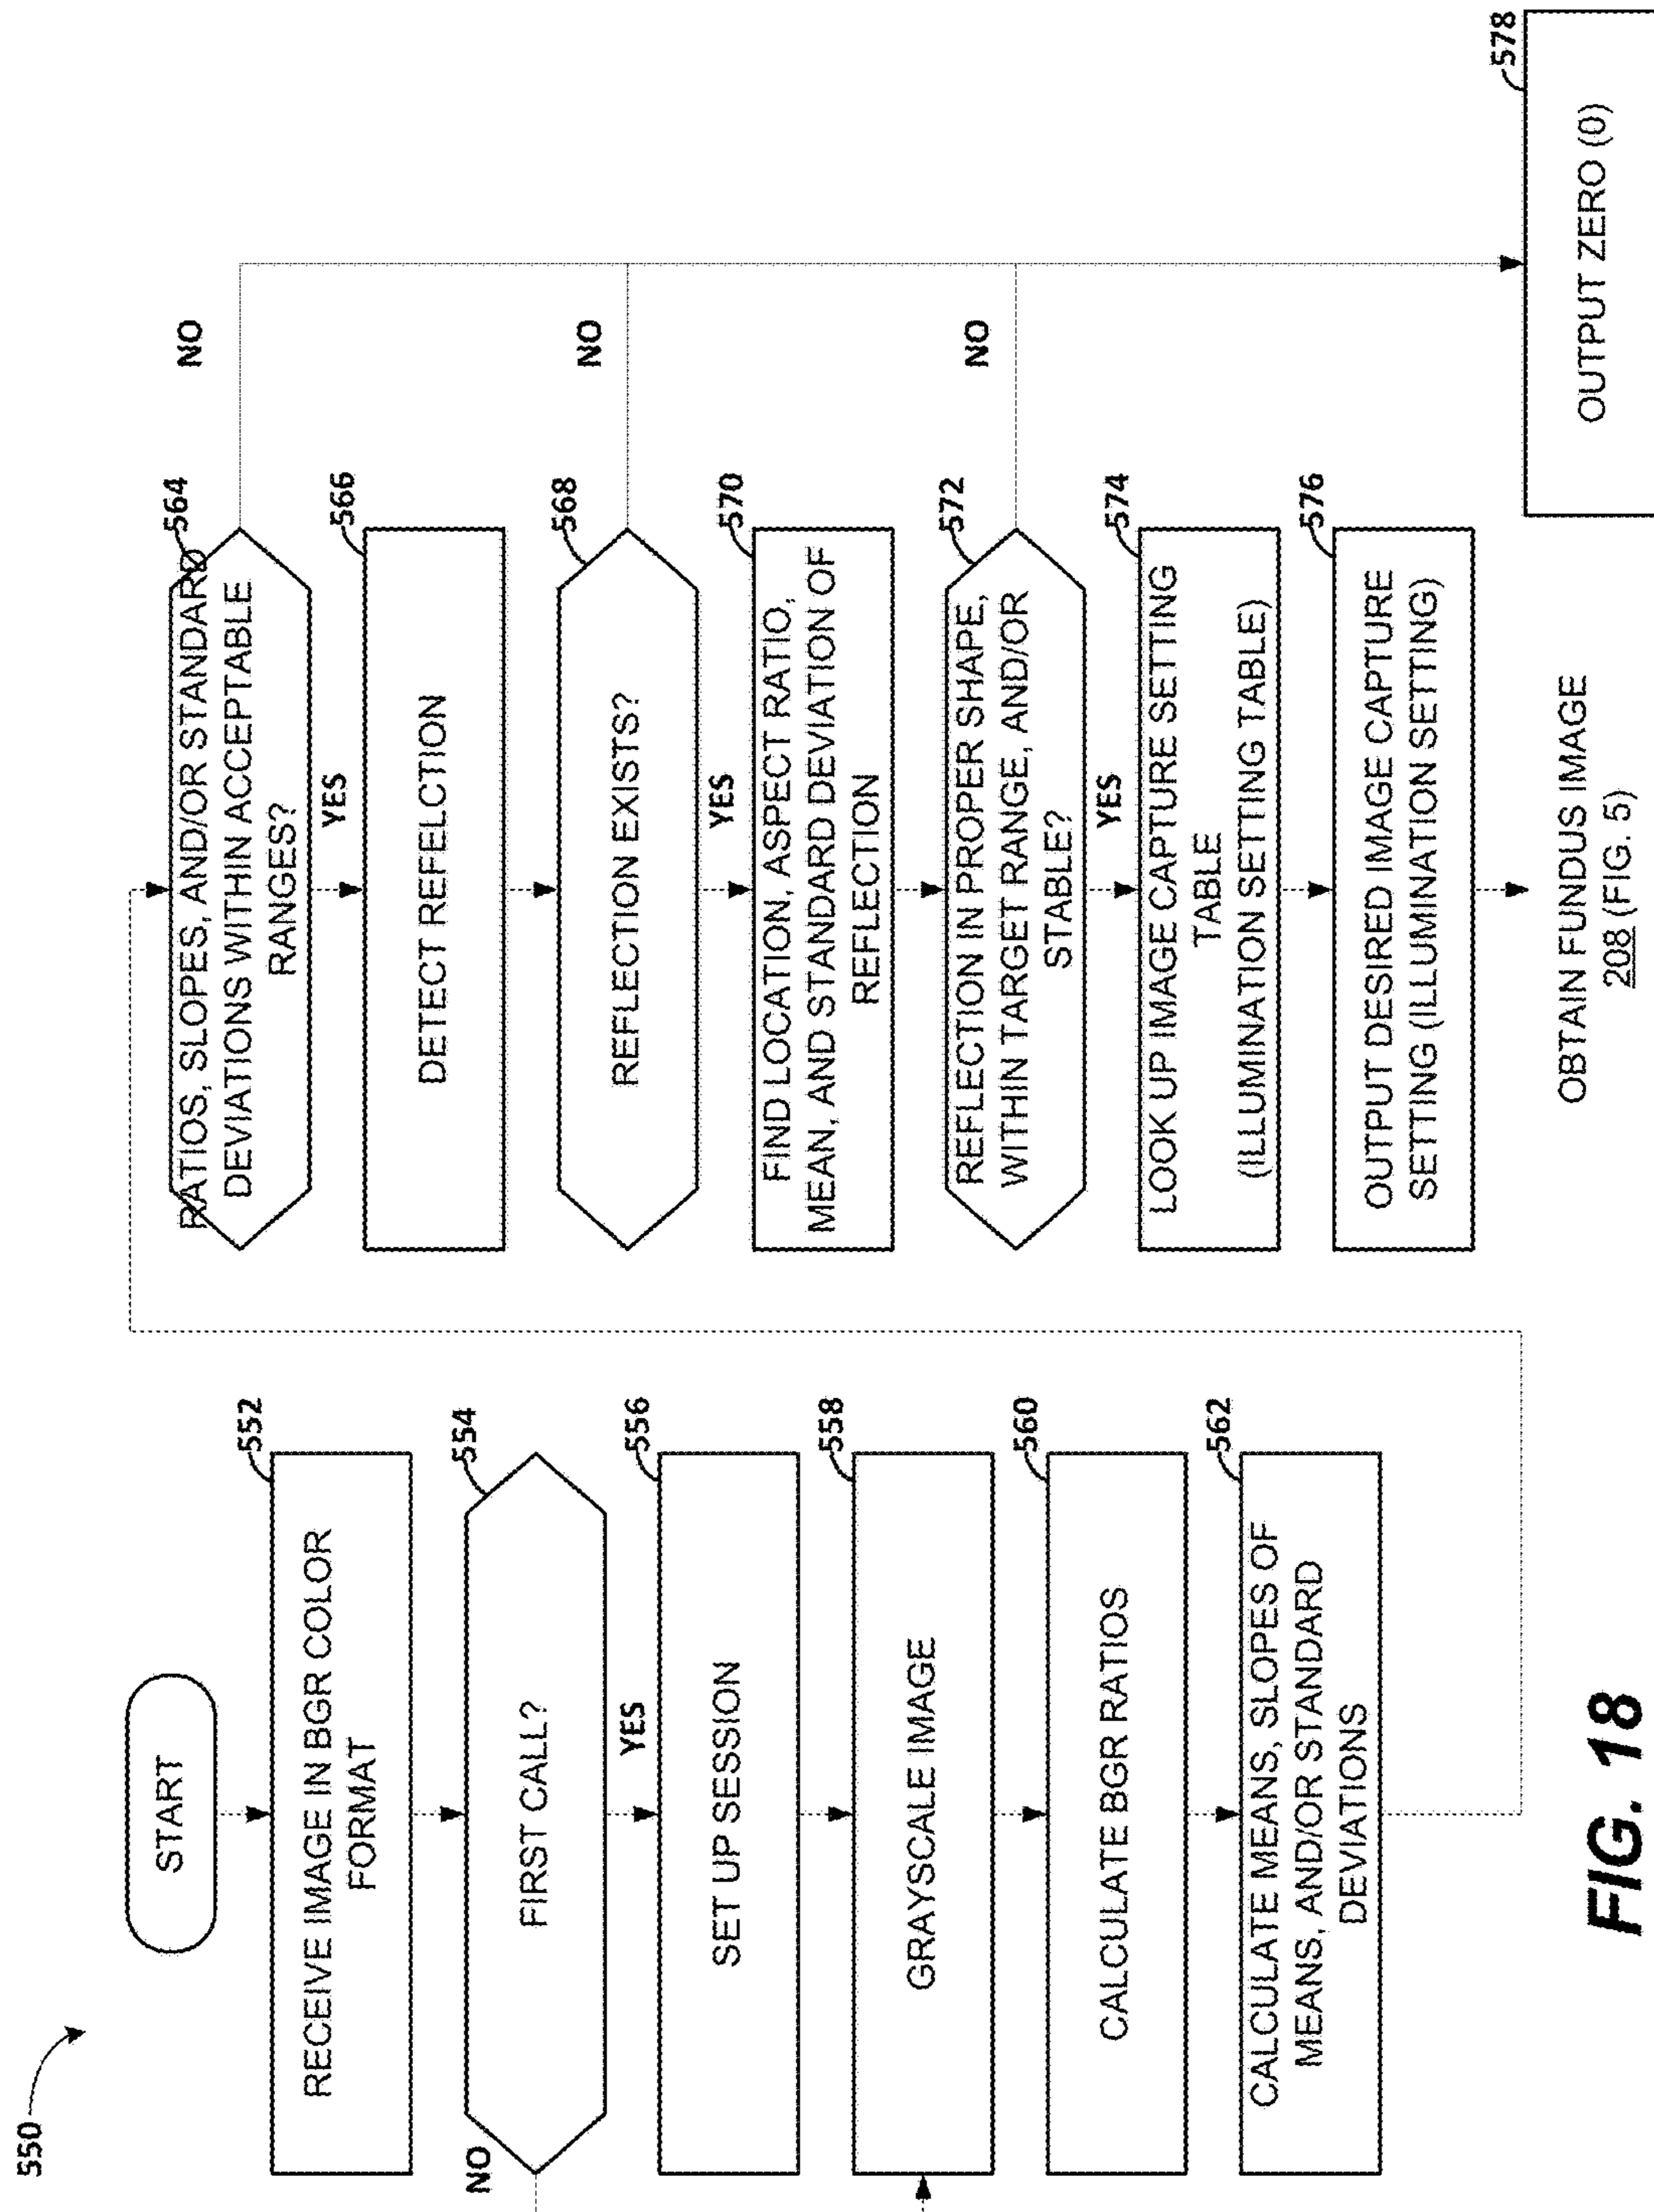 550
START
552
RECEIVE IMAGE IN BGR COLOR
FORMAT
554
FIRST CALL?
NO
YES
556
SET UP SESSION
558
GRAYSCALE IMAGE
560
CALCULATE BGR RATIOS
562
CALCULATE MEANS, SLOPES OF
MEANS, AND/OR STANDARD
DEVIATIONS
564
RATIOS, SLOPES, AND/OR STANDARD
DEVIATIONS WITHIN ACCEPTABLE
RANGES?
NO
YES
566
DETECT REFELCTION
568
REFLECTION EXISTS?
NO
YES
570
FIND LOCATION, ASPECT RATIO,
MEAN, AND STANDARD DEVIATION OF
REFLECTION
572
REFLECTION IN PROPER SHAPE,
WITHIN TARGET RANGE, AND/OR
STABLE?
NO
YES
574
LOOK UP IMAGE CAPTURE SETTING
TABLE
(ILLUMINATION SETTING TABLE)
576
OUTPUT DESIRED IMAGE CAPTURE
SETTING (ILLUMINATION SETTING)
OBTAIN FUNDUS IMAGE
208 (FIG. 5)
578
OUTPUT ZERO (0)
FIG. 18